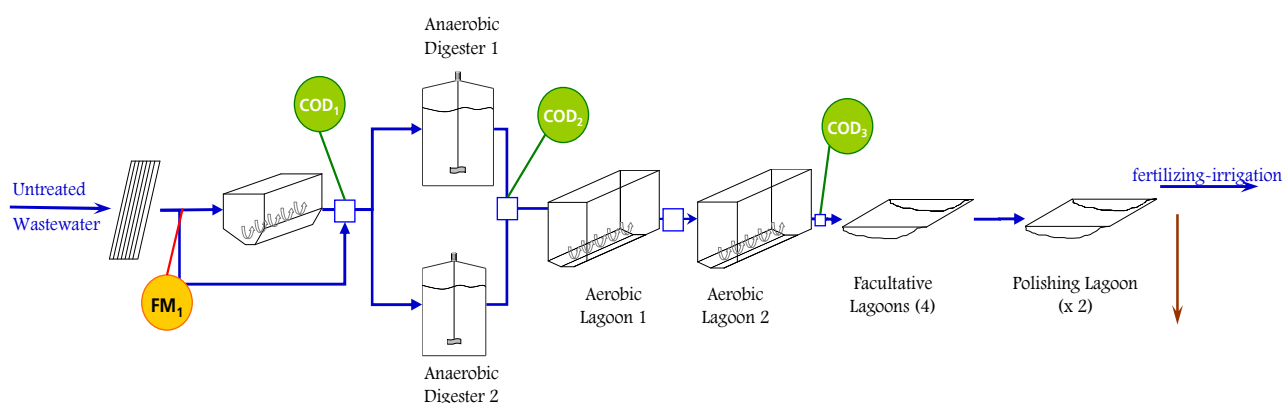 Anaerobic
Digester 1
COD₁
COD₂
COD₃
Untreated
Wastewater
fertilizing-irrigation
FM₁
Aerobic
Lagoon 1
Aerobic
Lagoon 2
Facultative
Lagoons (4)
Polishing Lagoon
(x 2)
Anaerobic
Digester 2